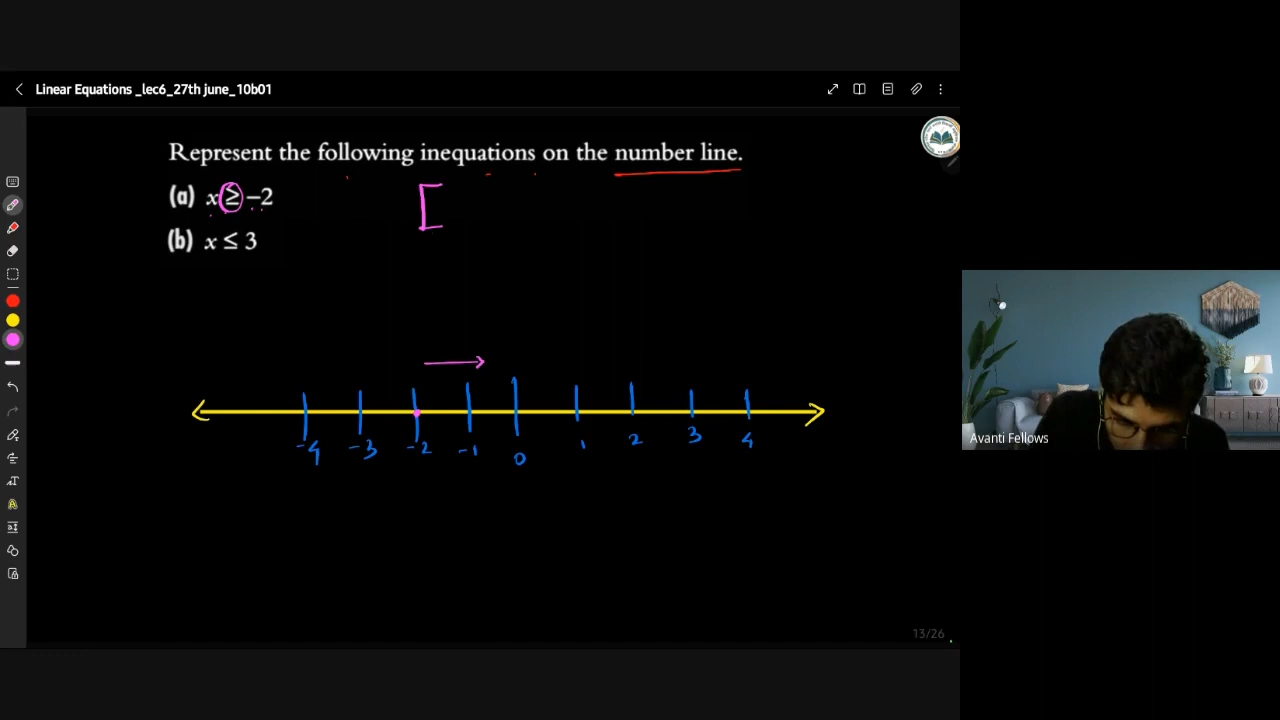 Linear Equations _lec6_27th june_10b01
Represent the following inequations on the number line.
(a) x ≥ −2
[
(b) x ≤ 3
-4 -3 -2 -1 0 1 2 3 4
Avanti Fellows
13/26